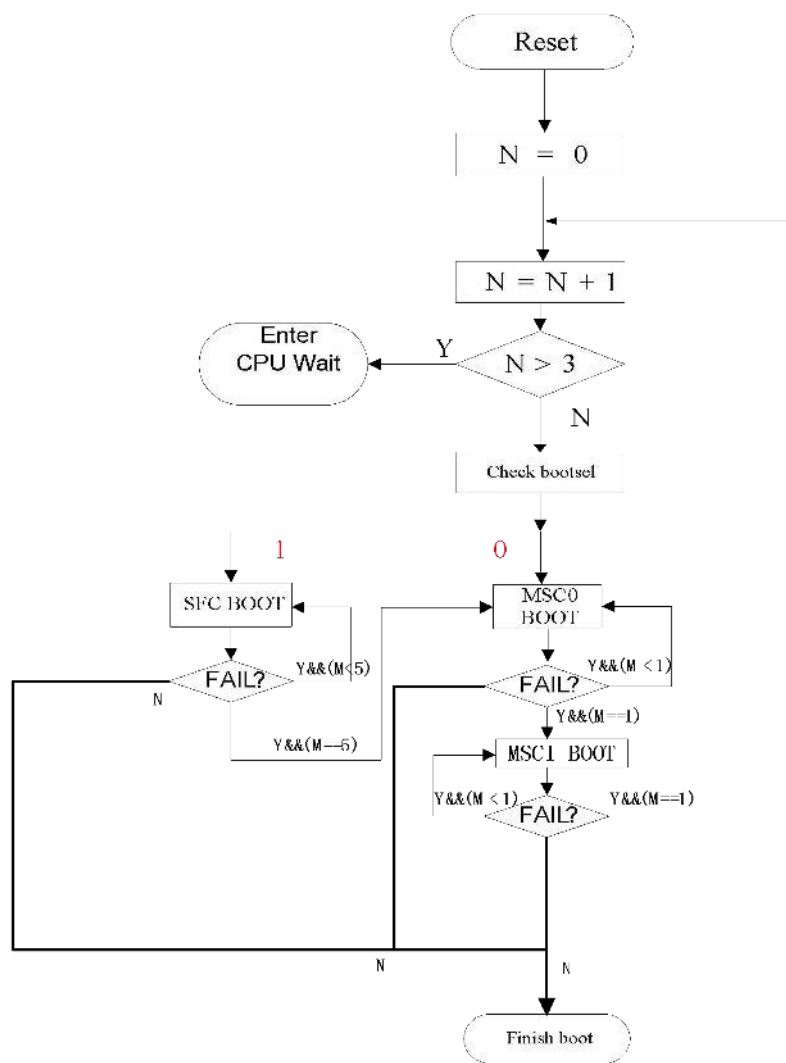 Reset
N = 0
N = N + 1
Enter
CPU Wait
Y
N > 3
N
Check bootsel
1
0
SFC BOOT
MSC0
BOOT
FAIL?
Y&&(M<5)
N
FAIL?
Y&&(M <1)
Y&&(M==1)
Y&&(M==5)
MSC1 BOOT
Y&&(M <1)
FAIL?
Y&&(M==1)
N
N
Finish boot